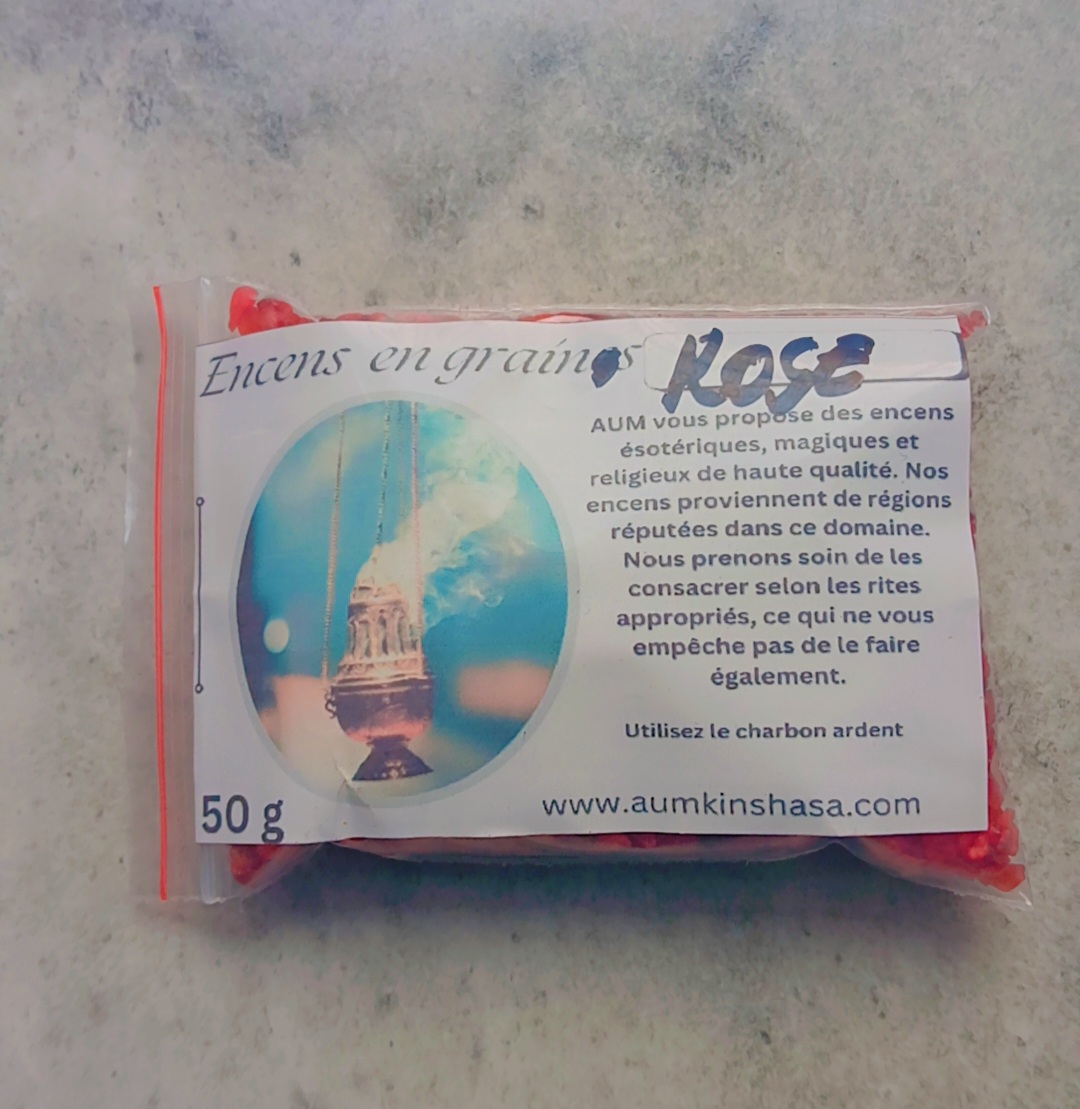 Encens en grains ROSE
AUM vous propose des encens
ésotériques, magiques et
religieux de haute qualité. Nos
encens proviennent de régions
réputées dans ce domaine.
Nous prenons soin de les
consacrer selon les rites
appropriés, ce qui ne vous
empêche pas de le faire
également.
Utilisez le charbon ardent
50 g
www.aumkinshasa.com